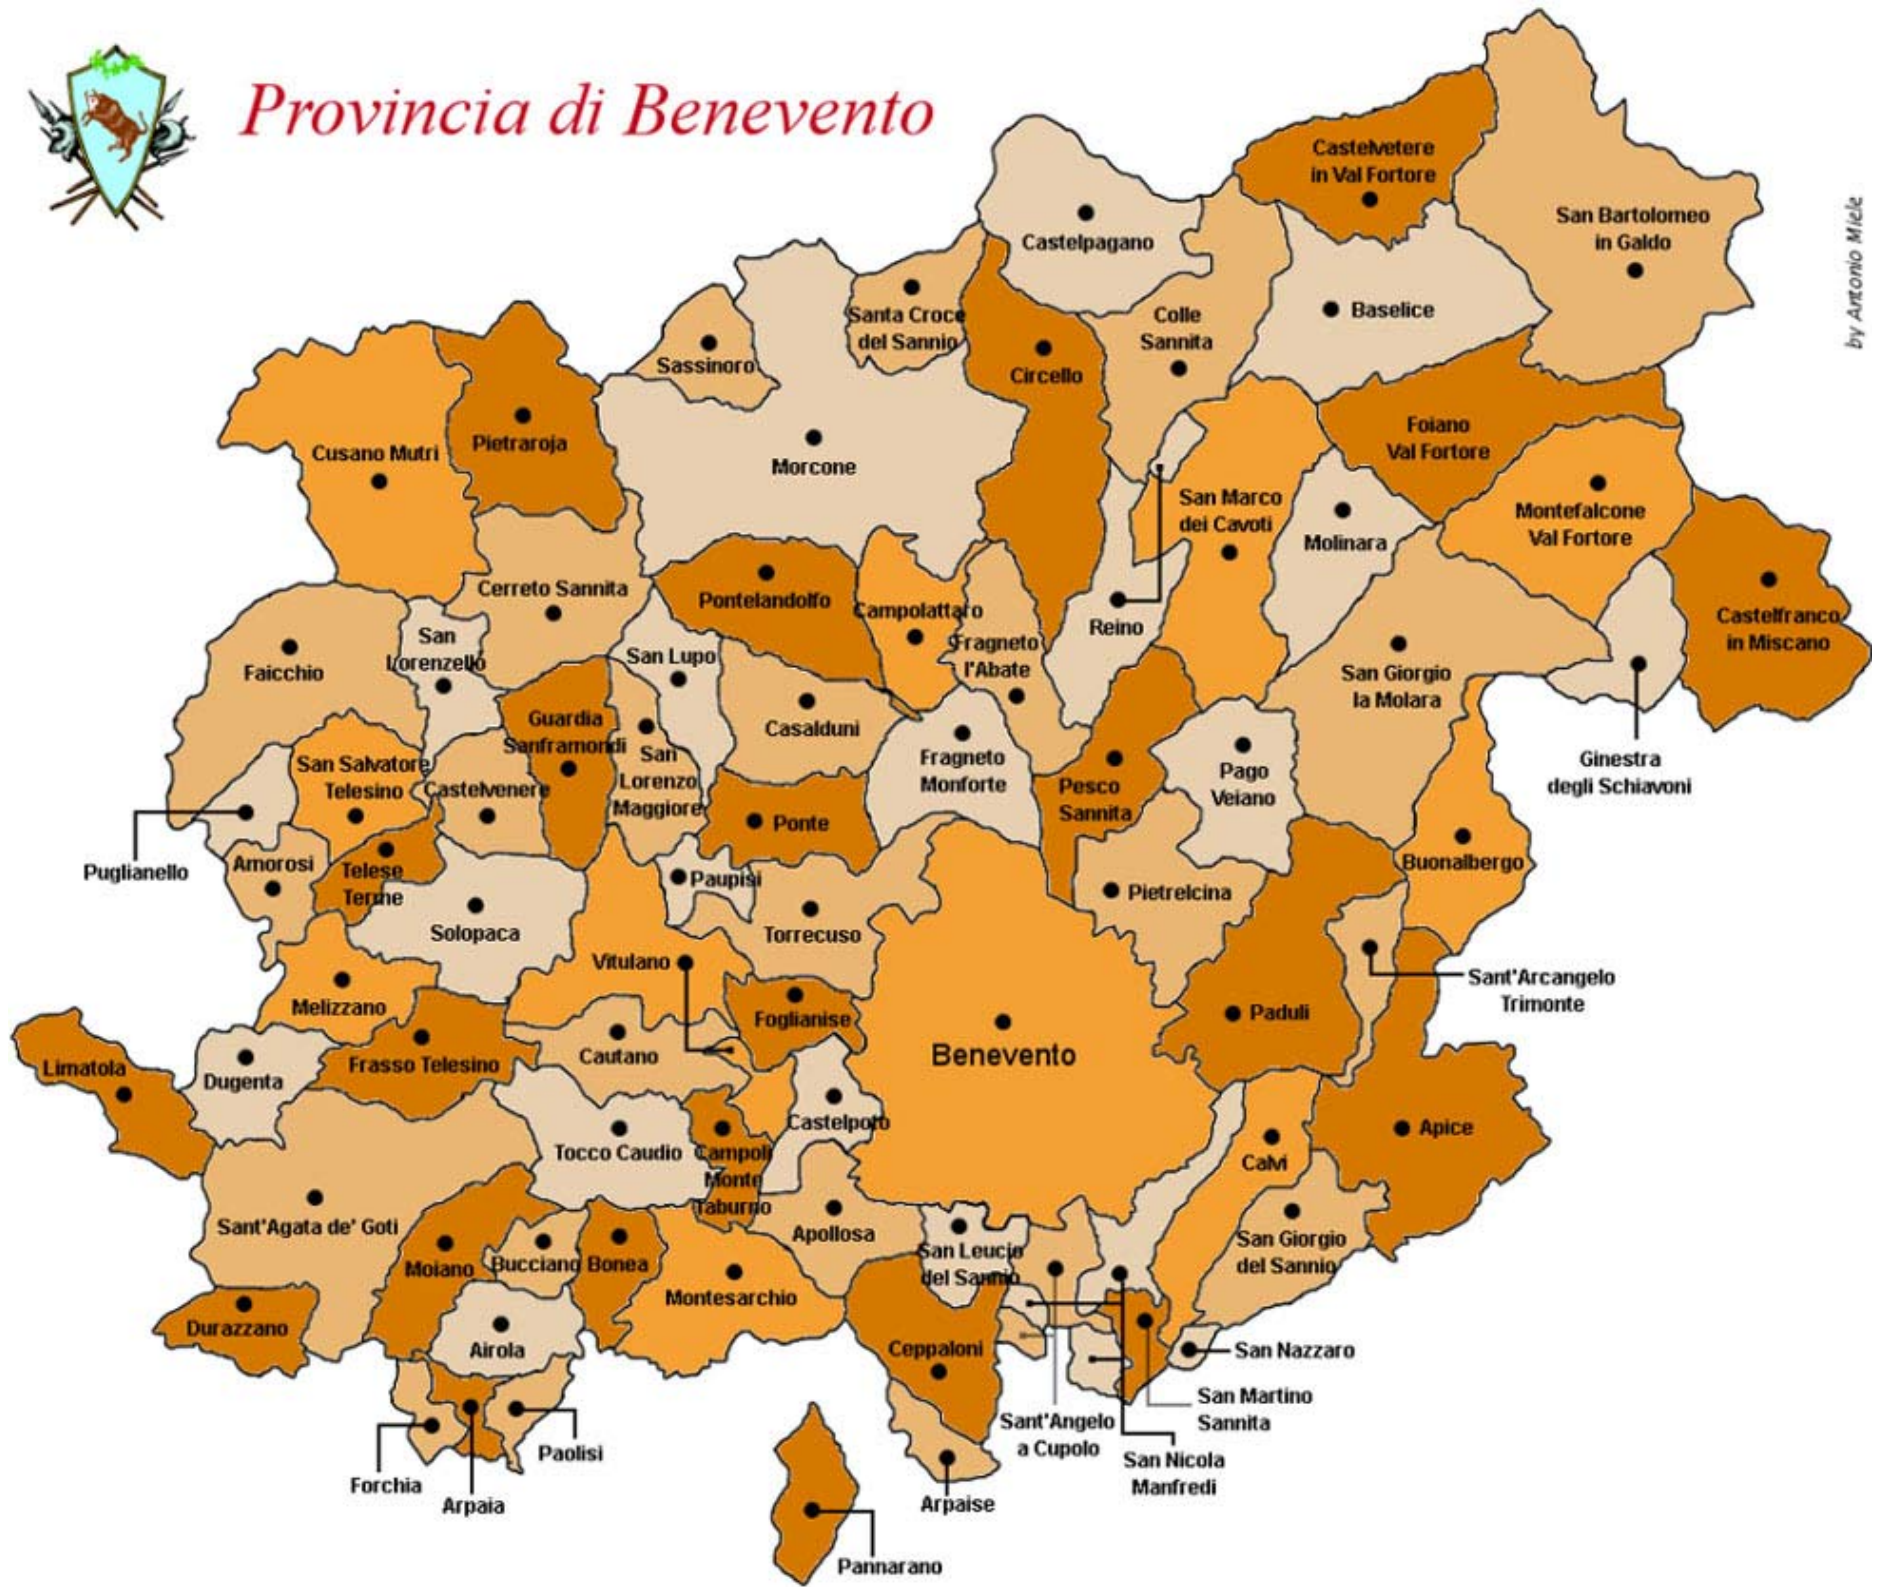 Provincia di Benevento
by Antonio Miele
Castelvetere
in Val Fortore
San Bartolomeo
in Galdo
Castelpagano
Baselice
Santa Croce
del Sannio
Colle
Sannita
Sassinoro
Circello
Cusano Mutri
Pietraroja
Morcone
Foiano
Val Fortore
San Marco
dei Cavoti
Montefalcone
Val Fortore
Molinara
Cerreto Sannita
Pontelandolfo
Campolattaro
Reino
Castelfranco
in Miscano
Faicchio
San
Lorenzello
San Lupo
Fragneto
l'Abate
San Giorgio
la Molara
Guardia
Sanframondi
Casalduni
San
Lorenzo
Maggiore
Fragneto
Monforte
Ginestra
degli Schiavoni
San Salvatore
Telesino
Castelvenere
Pesco
Sannita
Pago
Veiano
Ponte
Puglianello
Amorosi
Telese
Terme
Paupisi
Pietrelcina
Buonalbergo
Solopaca
Torrecuso
Vitulano
Sant'Arcangelo
Trimonte
Melizzano
Foglianise
Paduli
Limatola
Dugenta
Frasso Telesino
Cautano
Benevento
Castelpoto
Apice
Tocco Caudio
Campoli
Monte
Taburno
Calvi
Sant'Agata de' Goti
Apollosa
San Giorgio
del Sannio
Moiano
Bucciano
Bonea
San Leucio
del Sannio
Montesarchio
Durazzano
Airola
Ceppaloni
San Nazzaro
San Martino
Sannita
Sant'Angelo
a Cupolo
San Nicola
Manfredi
Paolisi
Forchia
Arpaia
Arpaise
Pannarano